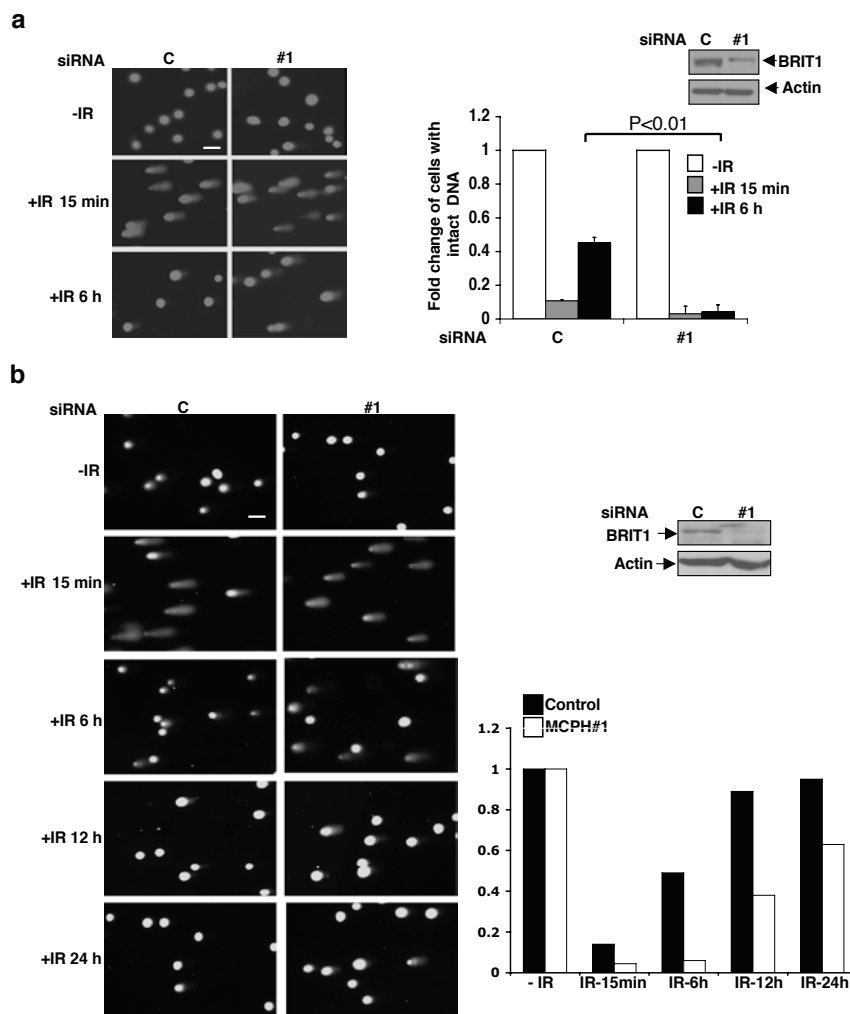 a
siRNA C #1
-IR
+IR 15 min
+IR 6 h
siRNA C #1
BRIT1
Actin
P<0.01
-IR
+IR 15 min
+IR 6 h
Fold change of cells with
intact DNA
1.2
1
0.8
0.6
0.4
0.2
0
siRNA C #1
b
siRNA C #1
-IR
+IR 15 min
+IR 6 h
+IR 12 h
+IR 24 h
siRNA C #1
BRIT1
Actin
Control
MCPH#1
1.2
1
0.8
0.6
0.4
0.2
0
- IR IR-15min IR-6h IR-12h IR-24h